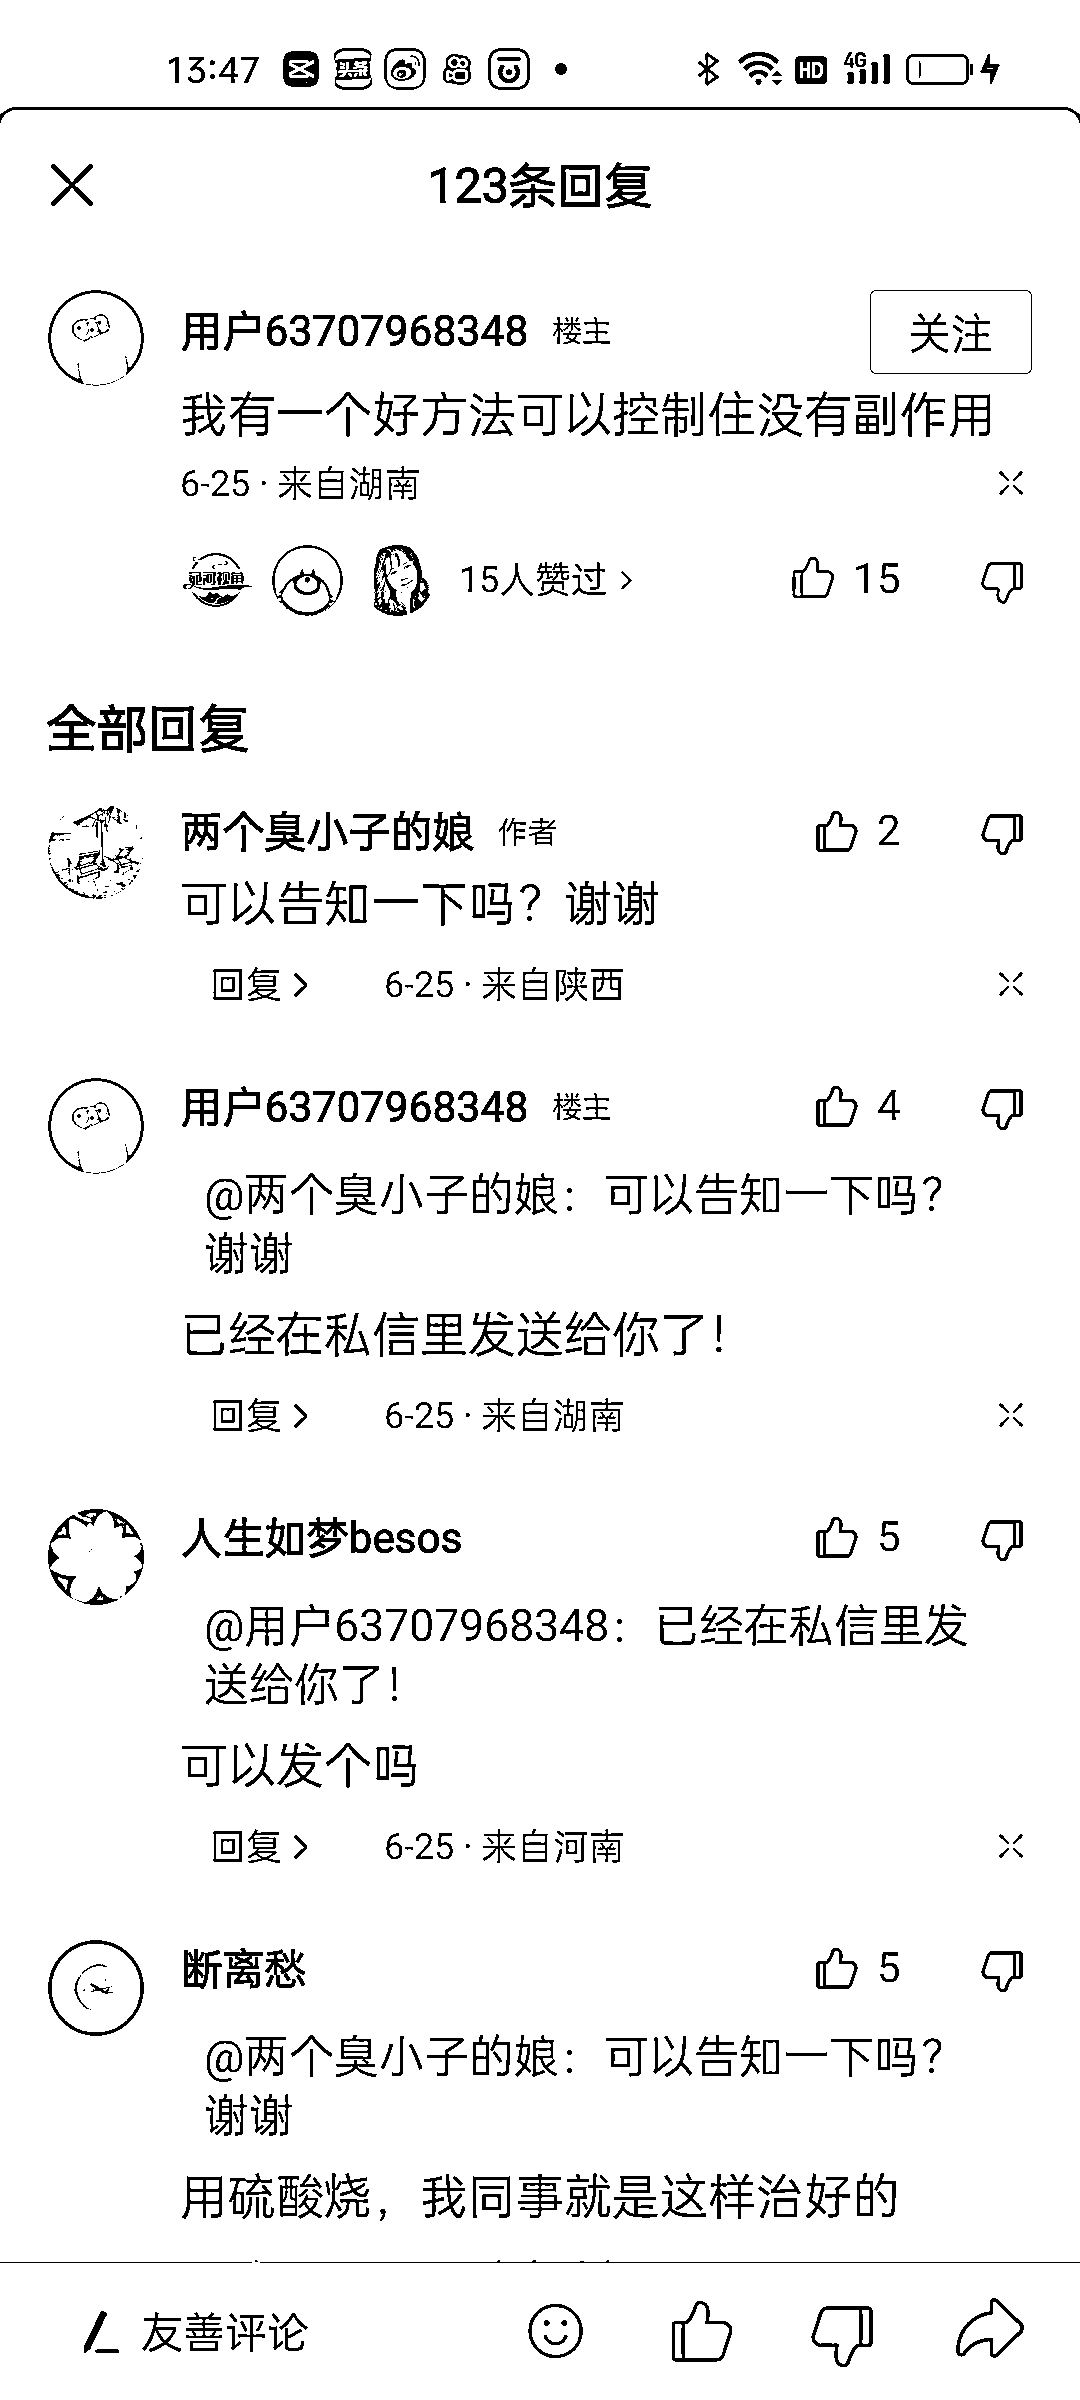 13:47 头条 HD 4G
123条回复
用户63707968348 楼主 关注
我有一个好方法可以控制住没有副作用
6-25 · 来自湖南
15人赞过 15
全部回复
两个臭小子的娘 作者 2
可以告知一下吗？谢谢
回复 6-25 · 来自陕西
用户63707968348 楼主 4
@两个臭小子的娘：可以告知一下吗？
谢谢
已经在私信里发送给你了！
回复 6-25 · 来自湖南
人生如梦besos 5
@用户63707968348：已经在私信里发
送给你了！
可以发个吗
回复 6-25 · 来自河南
断离愁 5
@两个臭小子的娘：可以告知一下吗？
谢谢
用硫酸烧，我同事就是这样治好的
友善评论